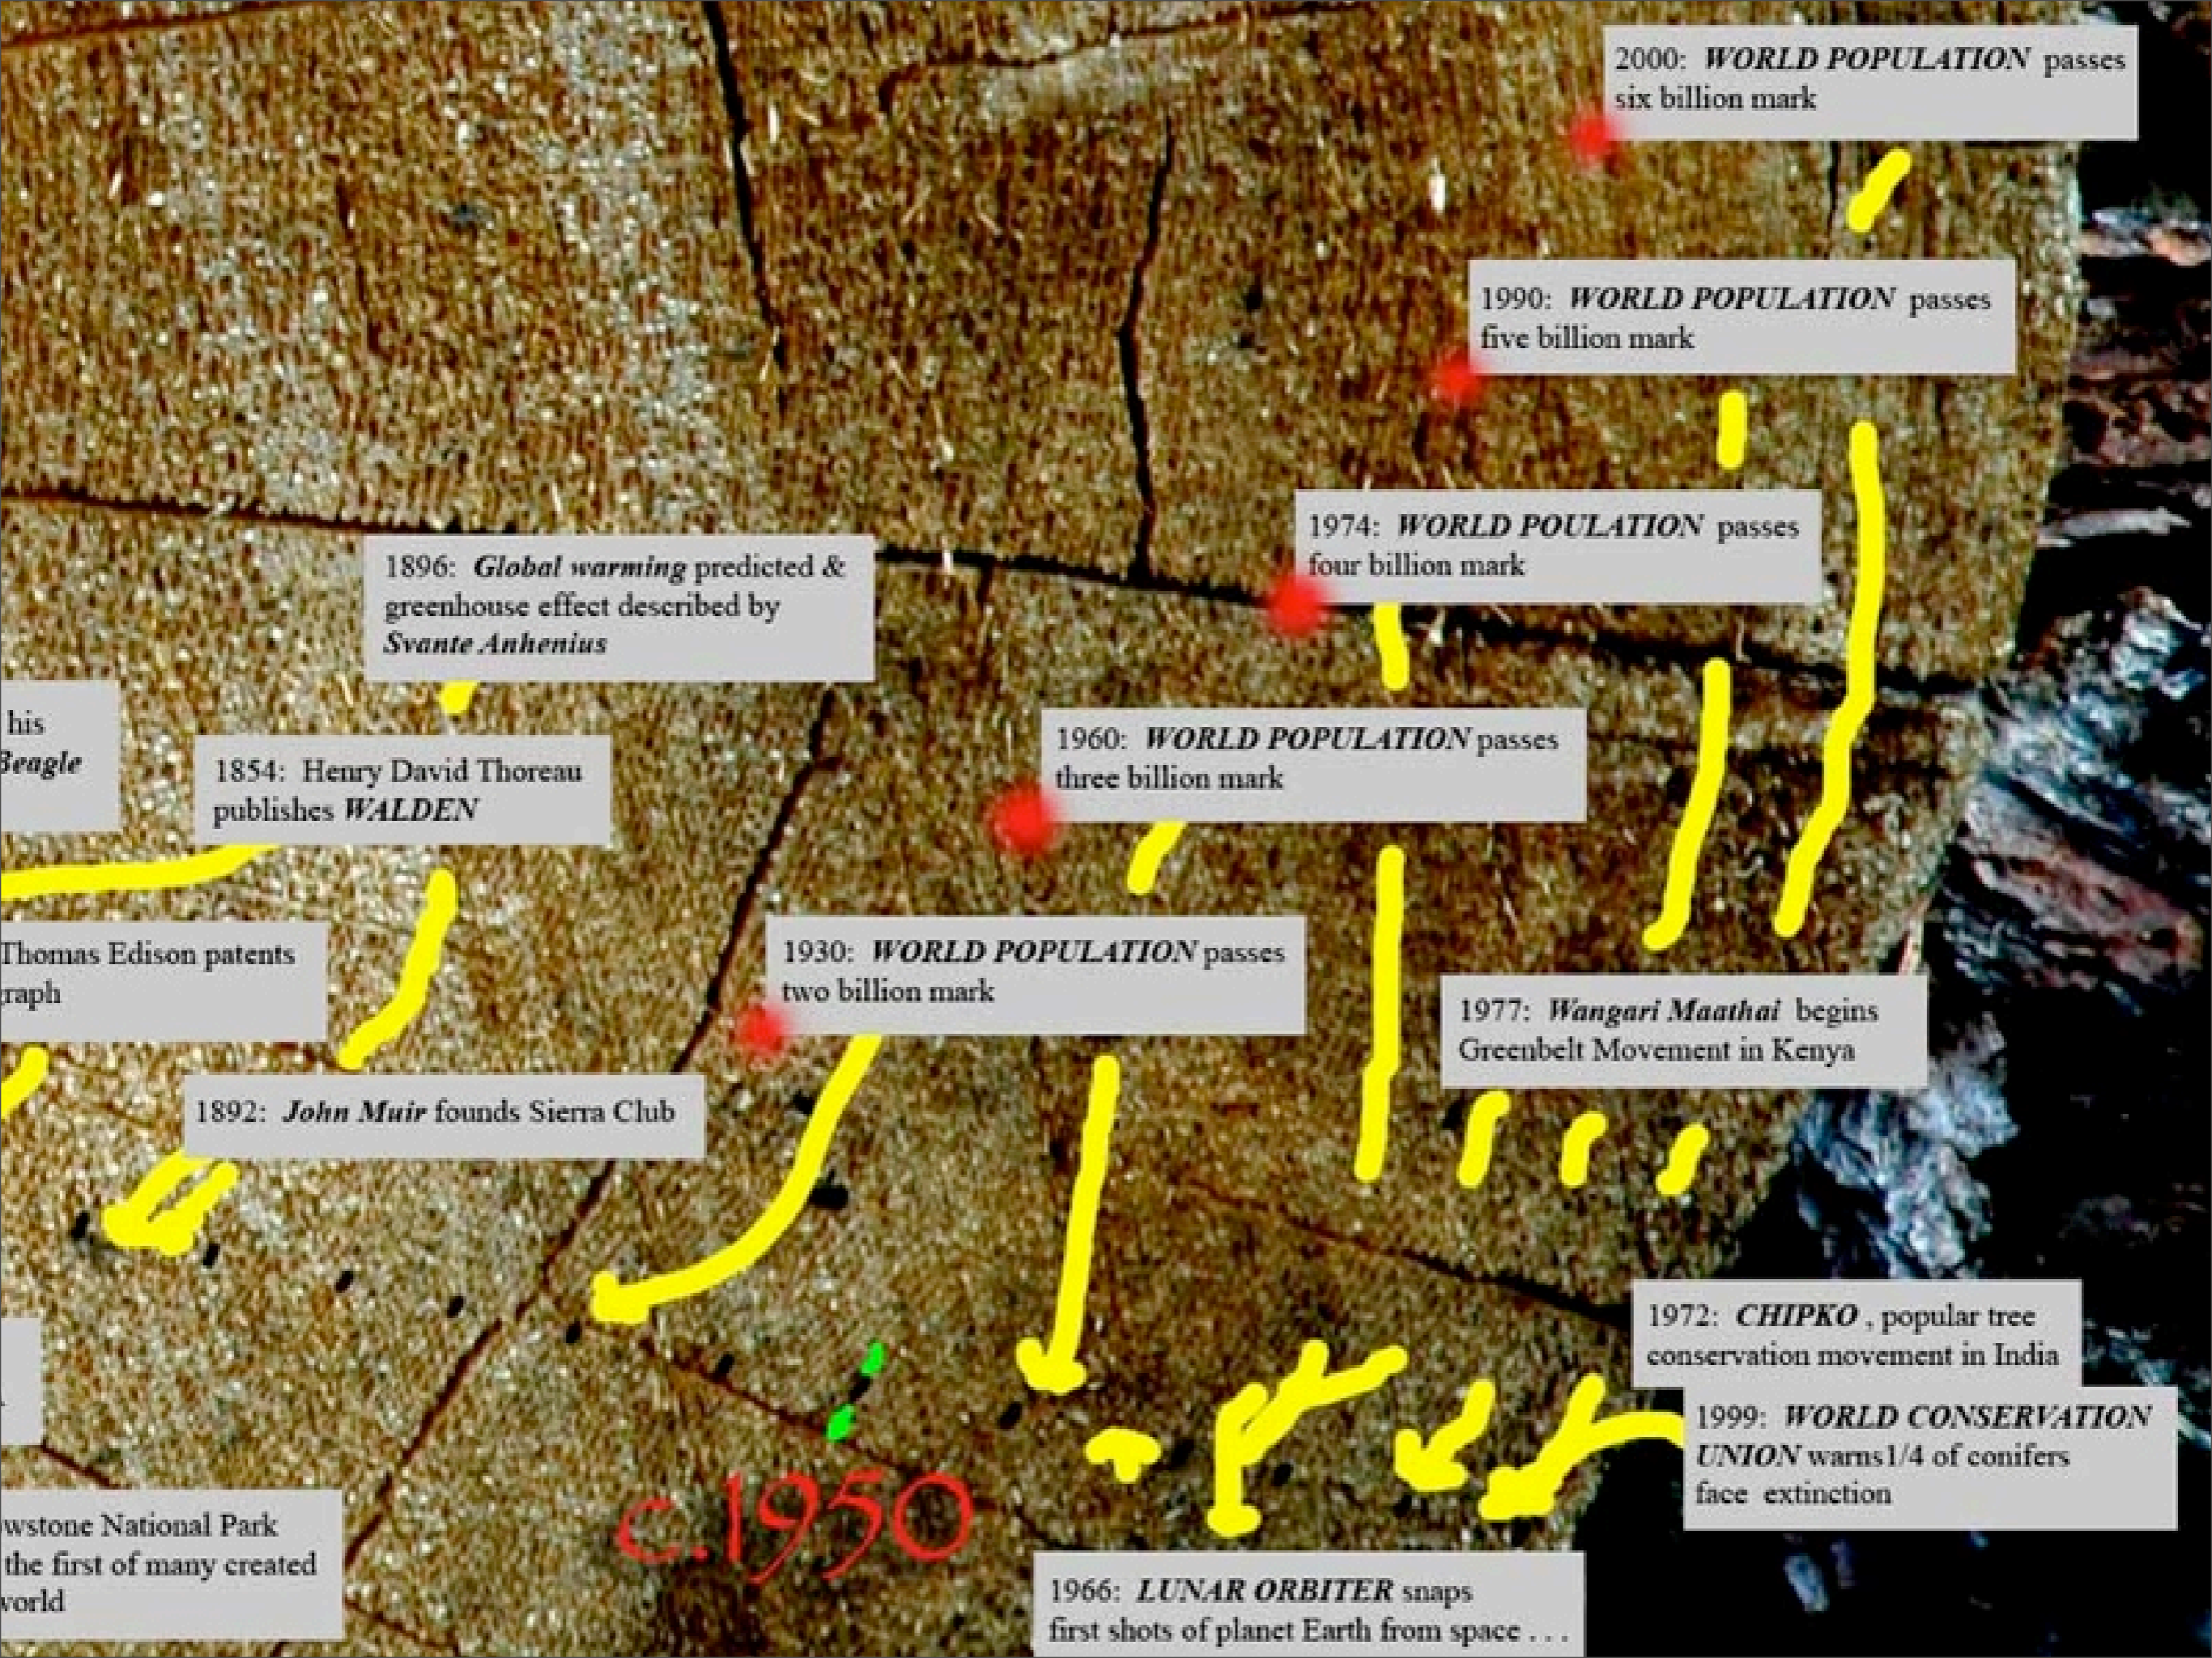 2000: WORLD POPULATION passes
six billion mark
1990: WORLD POPULATION passes
five billion mark
1974: WORLD POULATION passes
four billion mark
1896: Global warming predicted &
greenhouse effect described by
Svante Anhenius
his
Beagle
1854: Henry David Thoreau
publishes WALDEN
1960: WORLD POPULATION passes
three billion mark
Thomas Edison patents
raph
1930: WORLD POPULATION passes
two billion mark
1977: Wangari Maathai begins
Greenbelt Movement in Kenya
1892: John Muir founds Sierra Club
1972: CHIPKO , popular tree
conservation movement in India
1999: WORLD CONSERVATION
UNION warns1/4 of conifers
face extinction
c.1950
wstone National Park
the first of many created
world
1966: LUNAR ORBITER snaps
first shots of planet Earth from space . . .